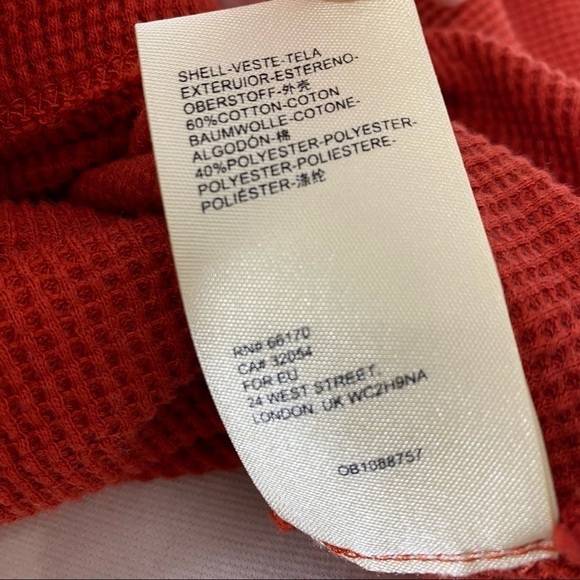 SHELL-VESTE-TELA
EXTERUIOR-ESTERENO-
OBERSTOFF-外壳
60%COTTON-COTON
BAUMWOLLE-COTONE-
ALGODÓN-棉
40%POLYESTER-POLYESTER-
POLYESTER-POLIESTERE-
POLIÉSTER-涤纶
RN# 66170
CA# 32054
FOR EU
24 WEST STREET,
LONDON, UK WC2H9NA
OB1088757